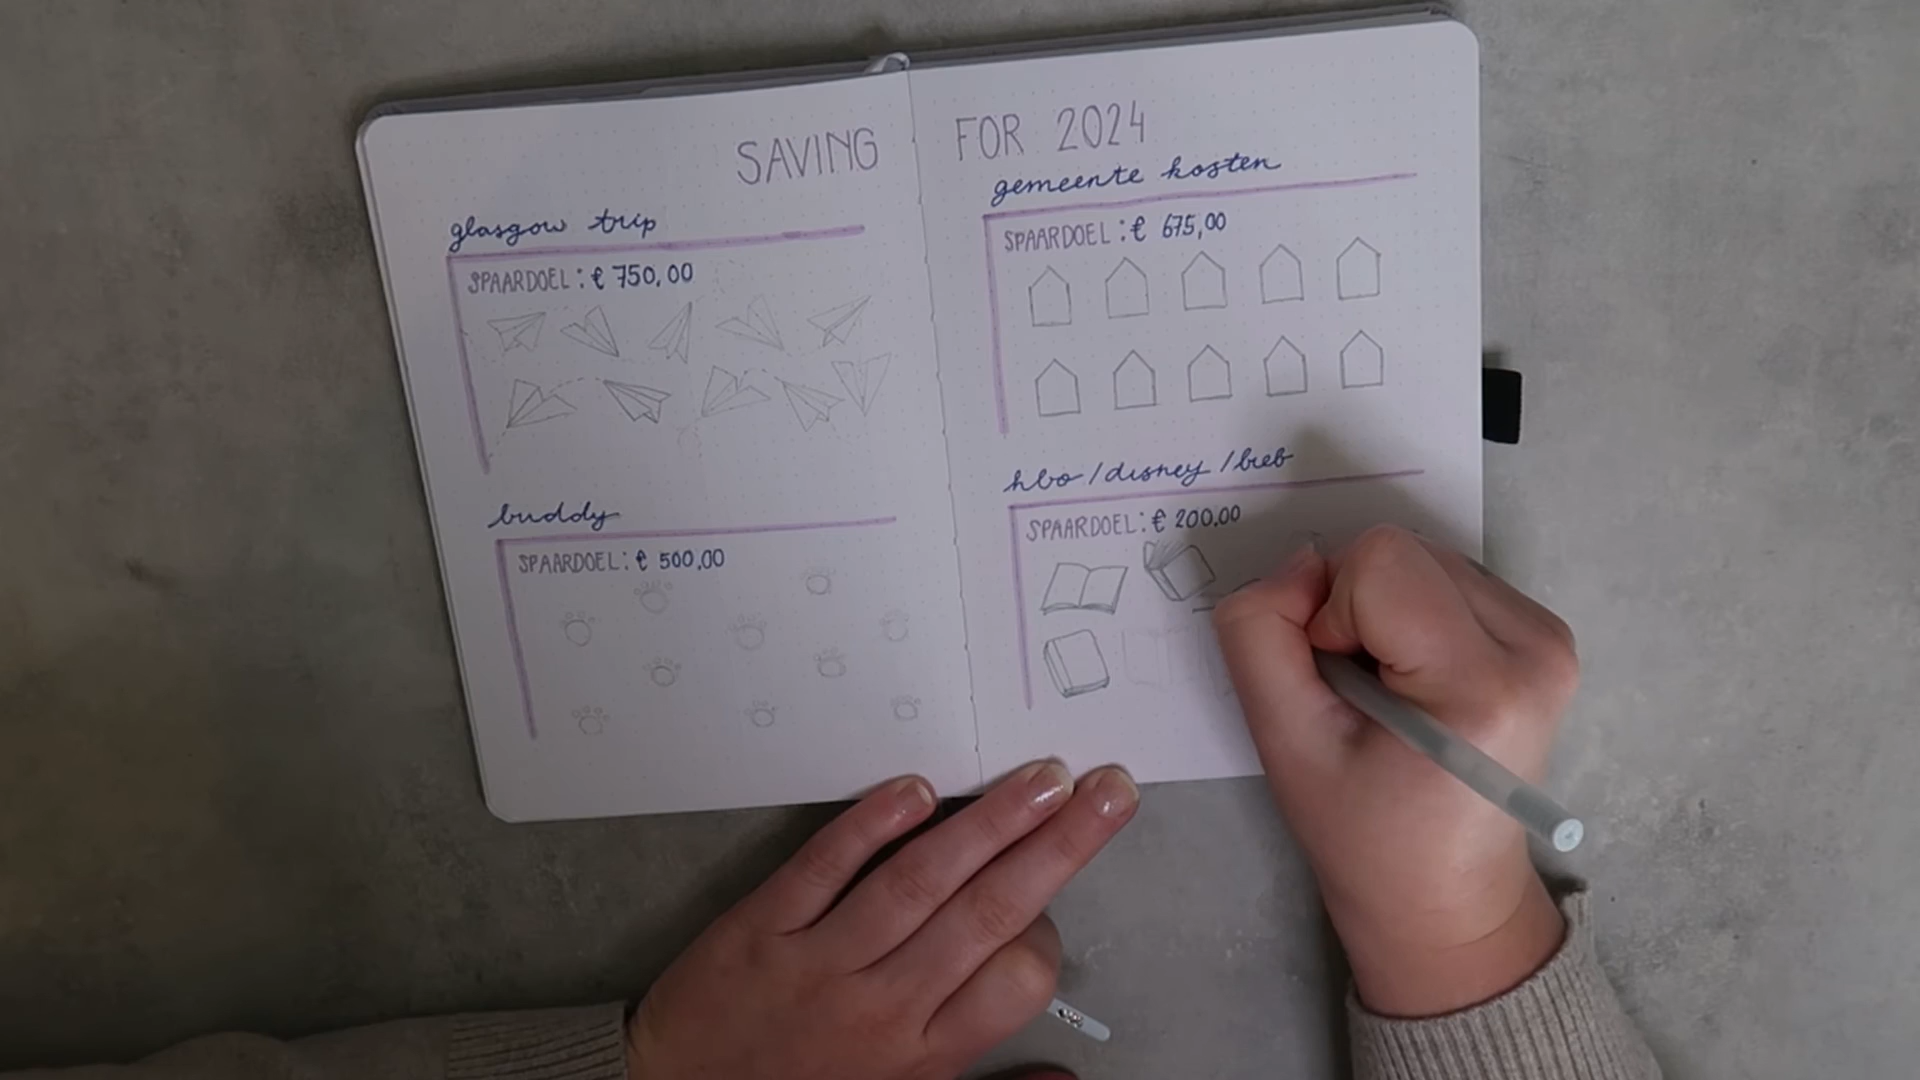 SAVING FOR 2024
glasgow trip
SPAARDOEL: € 750,00
buddy
SPAARDOEL: € 500,00
gemeente kosten
SPAARDOEL: € 675,00
hbo/disney/bieb
SPAARDOEL: € 200,00